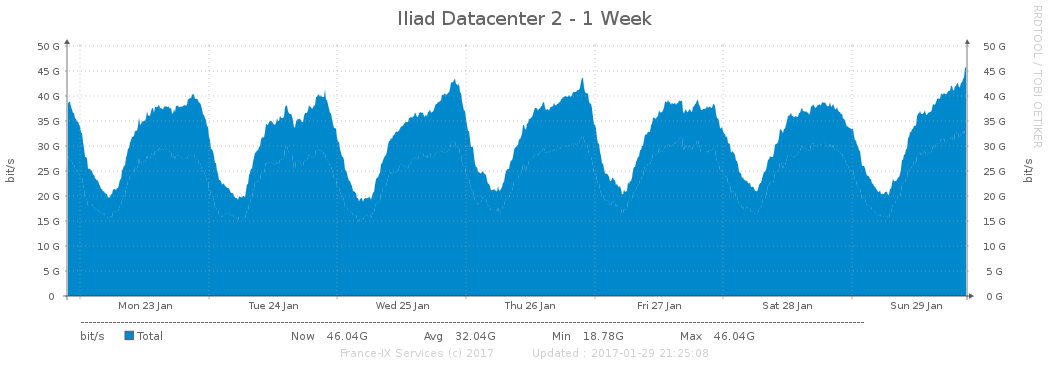 Iliad Datacenter 2 - 1 Week
RRDTOOL / TOBI OETIKER
50 G 50 G
45 G 45 G
40 G 40 G
35 G 35 G
30 G 30 G
25 G 25 G
20 G 20 G
15 G 15 G
10 G 10 G
5 G 5 G
0 0 G
bit/s bit/s
Mon 23 Jan Tue 24 Jan Wed 25 Jan Thu 26 Jan Fri 27 Jan Sat 28 Jan Sun 29 Jan
bit/s Total Now 46.04G Avg 32.04G Min 18.78G Max 46.04G
France-IX Services (c) 2017 Updated : 2017-01-29 21:25:08